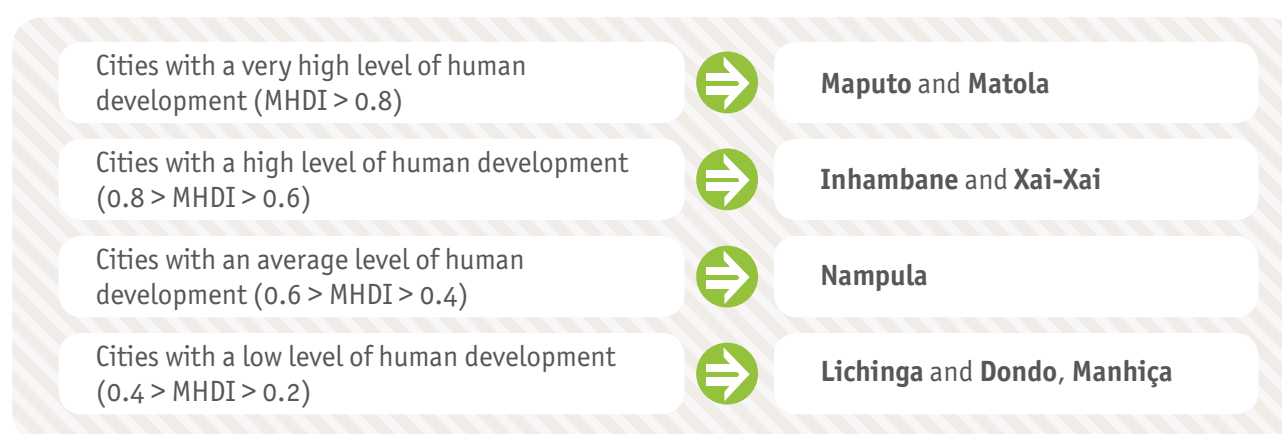 Cities with a very high level of human
development (MHDI > 0.8)
Maputo and Matola
Cities with a high level of human development
(0.8 > MHDI > 0.6)
Inhambane and Xai-Xai
Cities with an average level of human
development (0.6 > MHDI > 0.4)
Nampula
Cities with a low level of human development
(0.4 > MHDI > 0.2)
Lichinga and Dondo, Manhiça